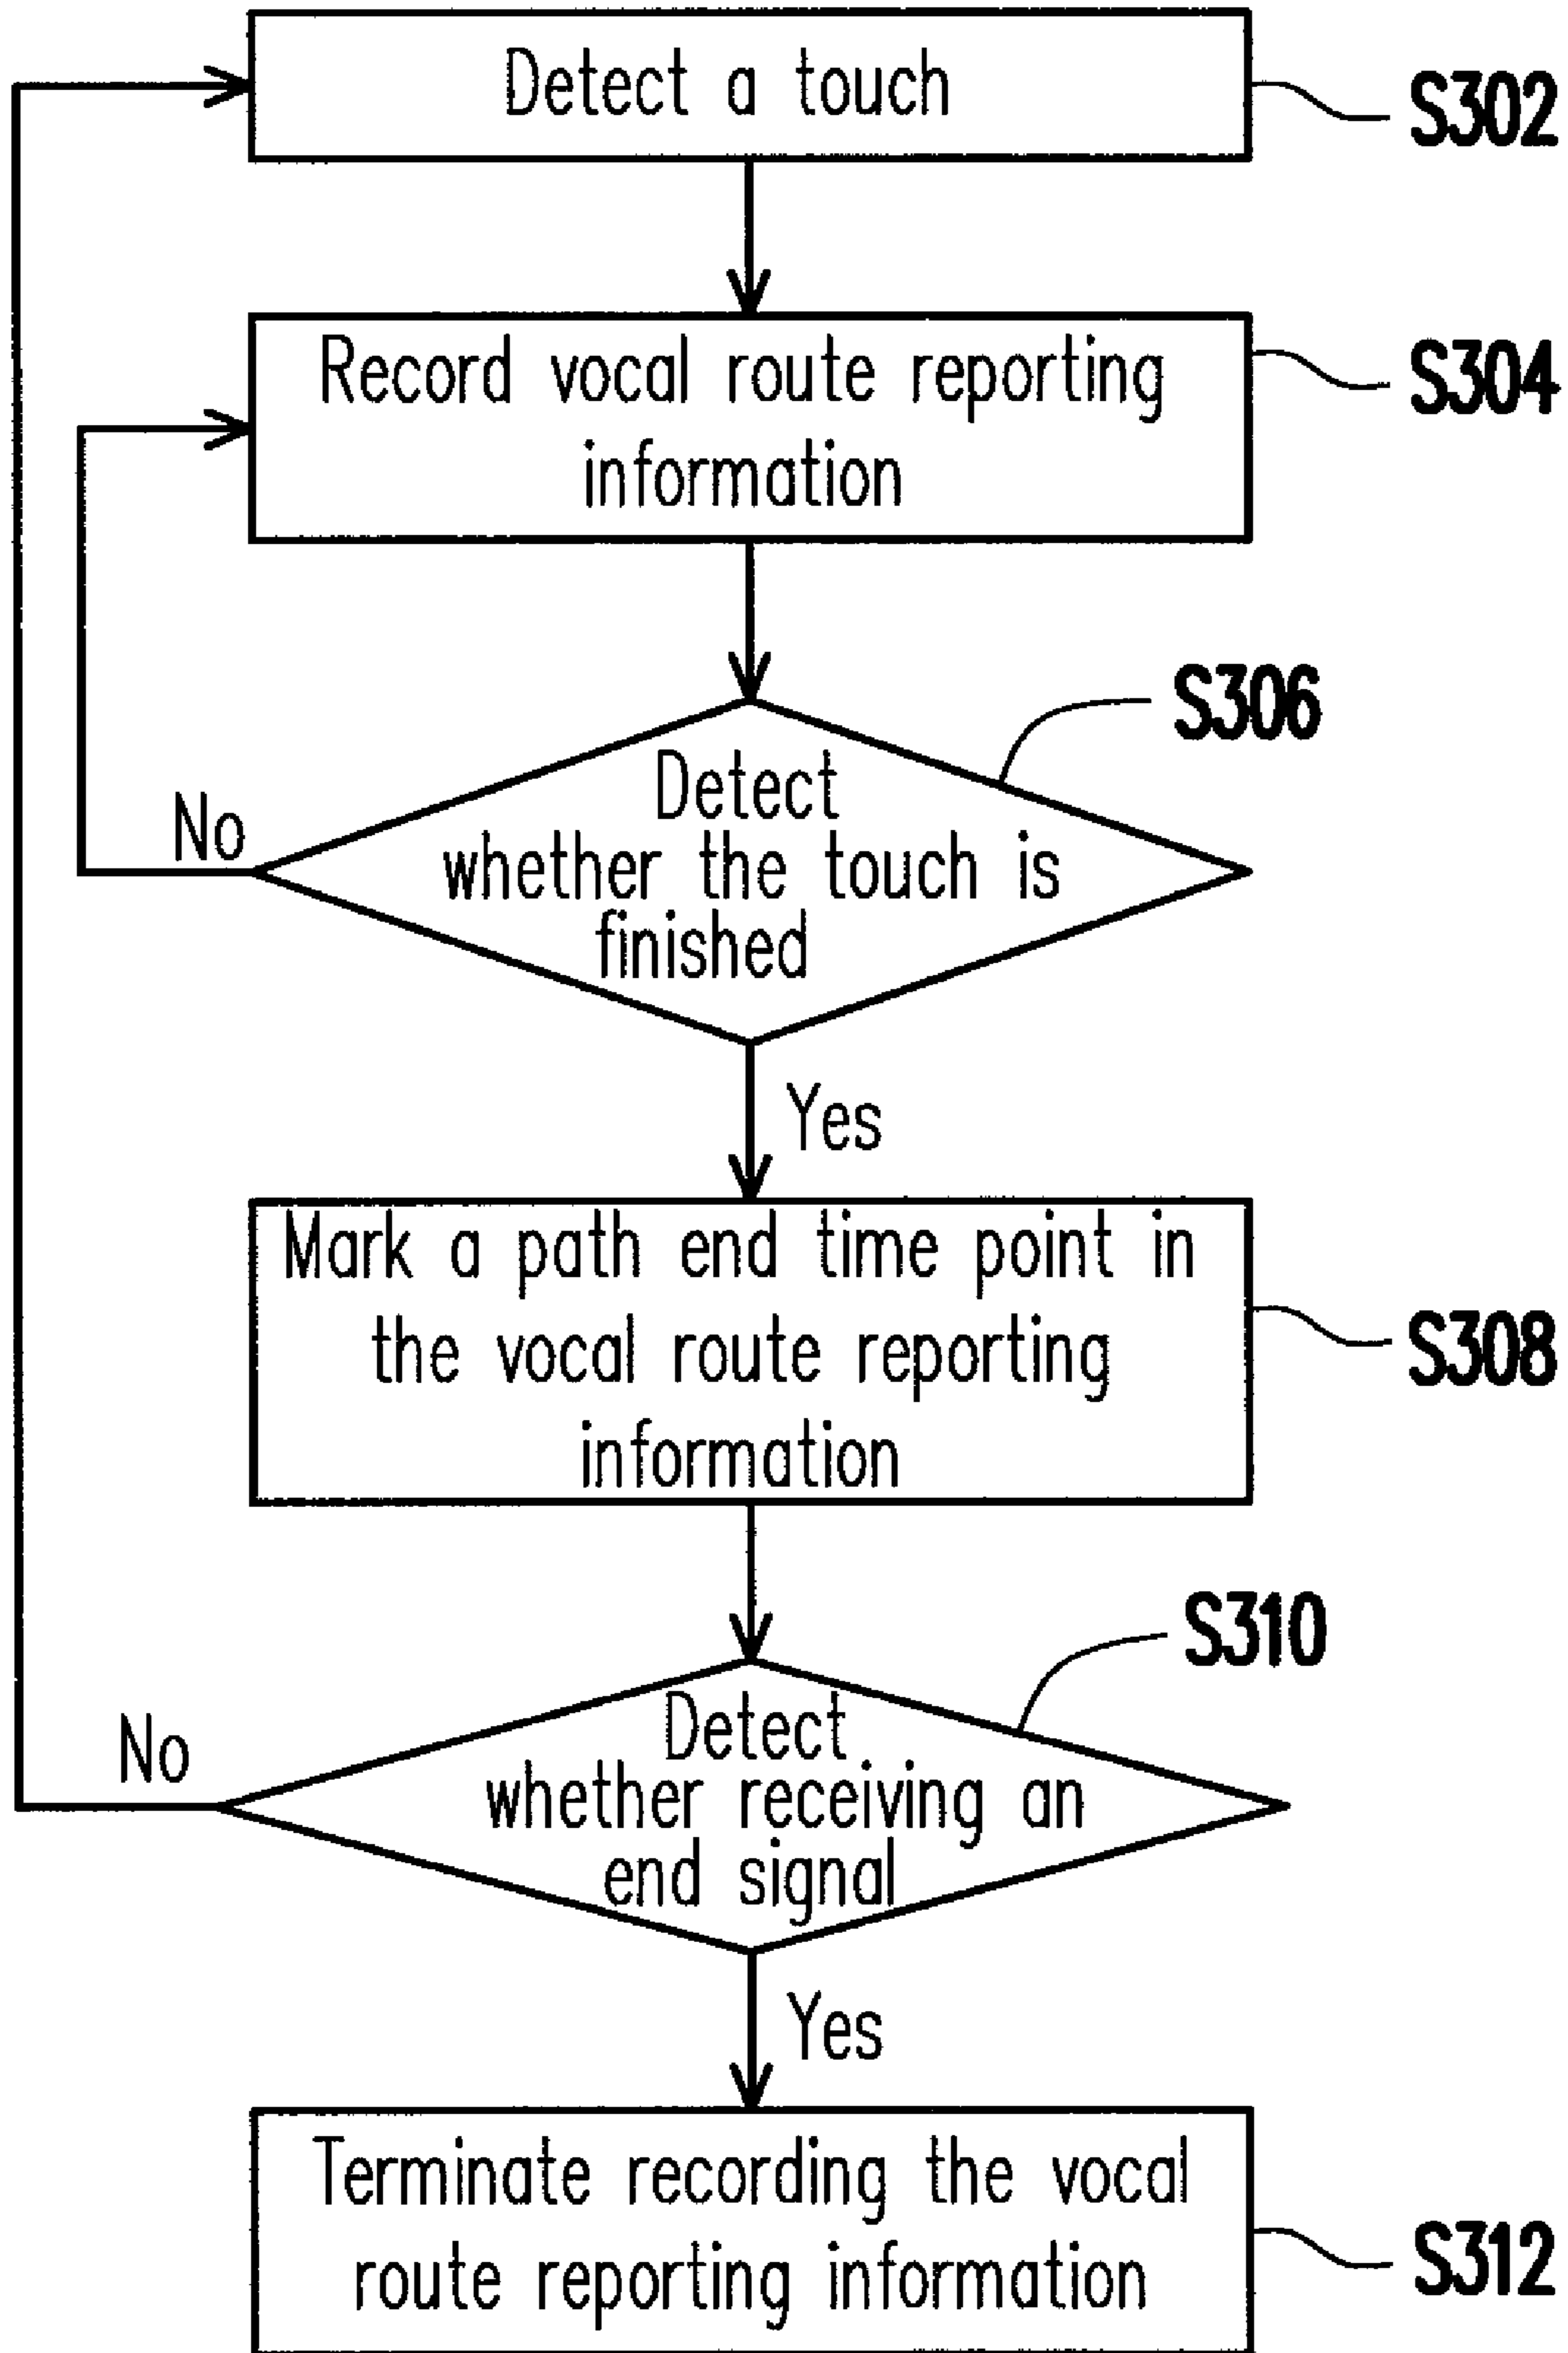 Detect a touch
S302
Record vocal route reporting
information
S304
Detect
whether the touch is
finished
S306
No
Yes
Mark a path end time point in
the vocal route reporting
information
S308
Detect
whether receiving an
end signal
S310
No
Yes
Terminate recording the vocal
route reporting information
S312